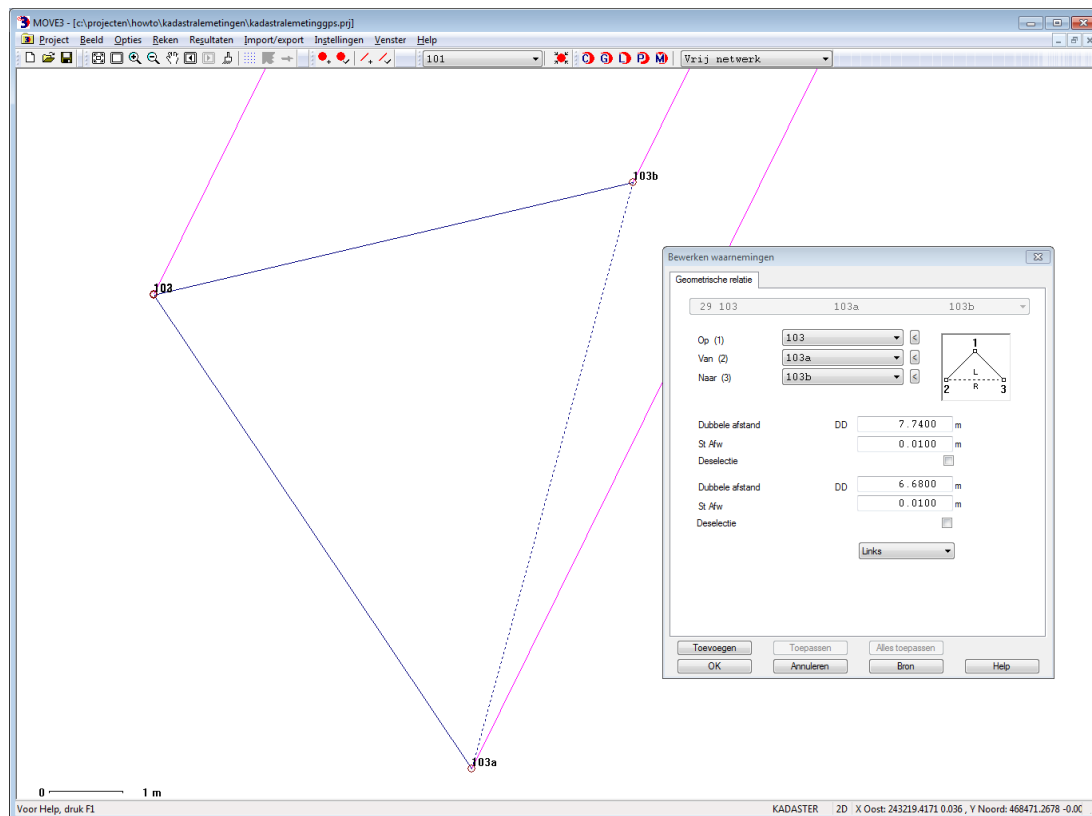 MOVE3 - [c:\projecten\howto\kadastralemetingen\kadastralemetinggps.prj]
Project Beeld Opties Reken Resultaten Import/export Instellingen Venster Help
101 C G L P M Vrij netwerk
103b
103
103a
0 1 m
Bewerken waarnemingen
Geometrische relatie
29 103 103a 103b
Op (1) 103 <
Van (2) 103a <
Naar (3) 103b <
1
L
R
2 3
Dubbele afstand DD 7.7400 m
St Afw 0.0100 m
Deselectie
Dubbele afstand DD 6.6800 m
St Afw 0.0100 m
Deselectie
Links
Toevoegen Toepassen Alles toepassen
OK Annuleren Bron Help
Voor Help, druk F1 KADASTER 2D X Oost: 243219.4171 0.036 , Y Noord: 468471.2678 -0.00